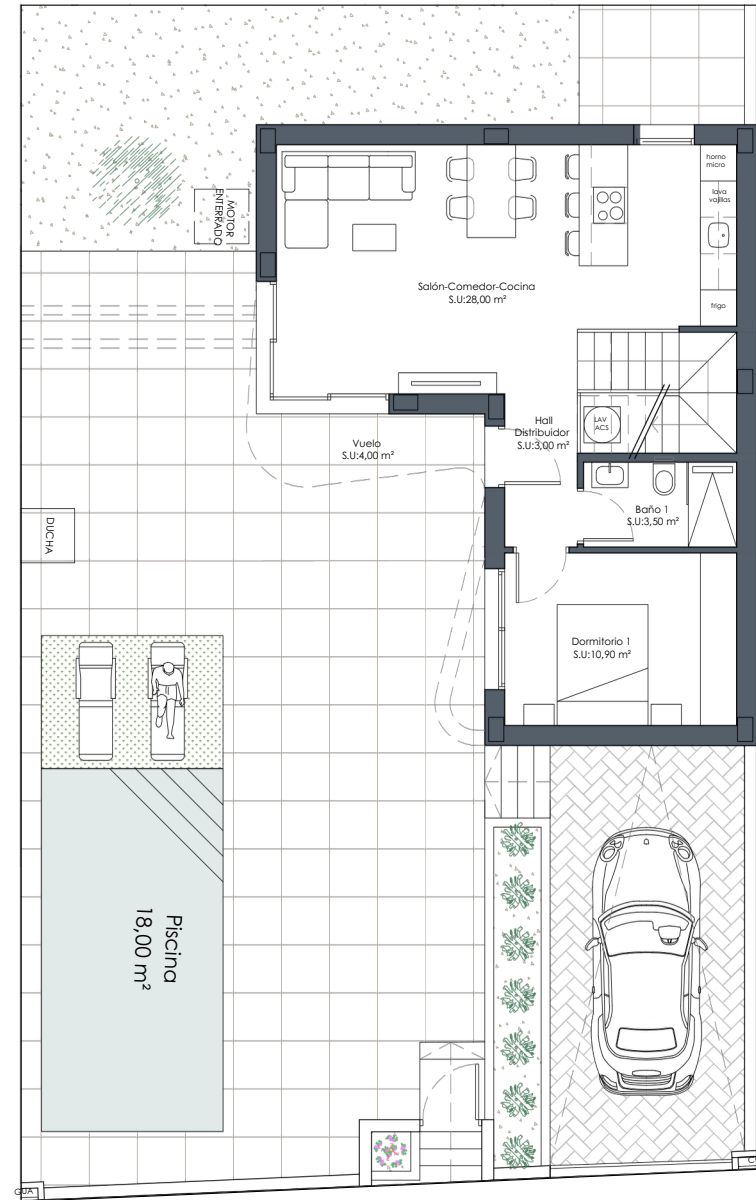 MOTOR
ENTERRADO
horno
micro
lava
vajillas
frigo
Salón-Comedor-Cocina
S.U:28,00 m²
Hall
Distribuidor
S.U:3,00 m²
LAV
ACS
Vuelo
S.U:4,00 m²
Baño 1
S.U:3,50 m²
DUCHA
Dormitorio 1
S.U:10,90 m²
Piscina
18,00 m²
GUA